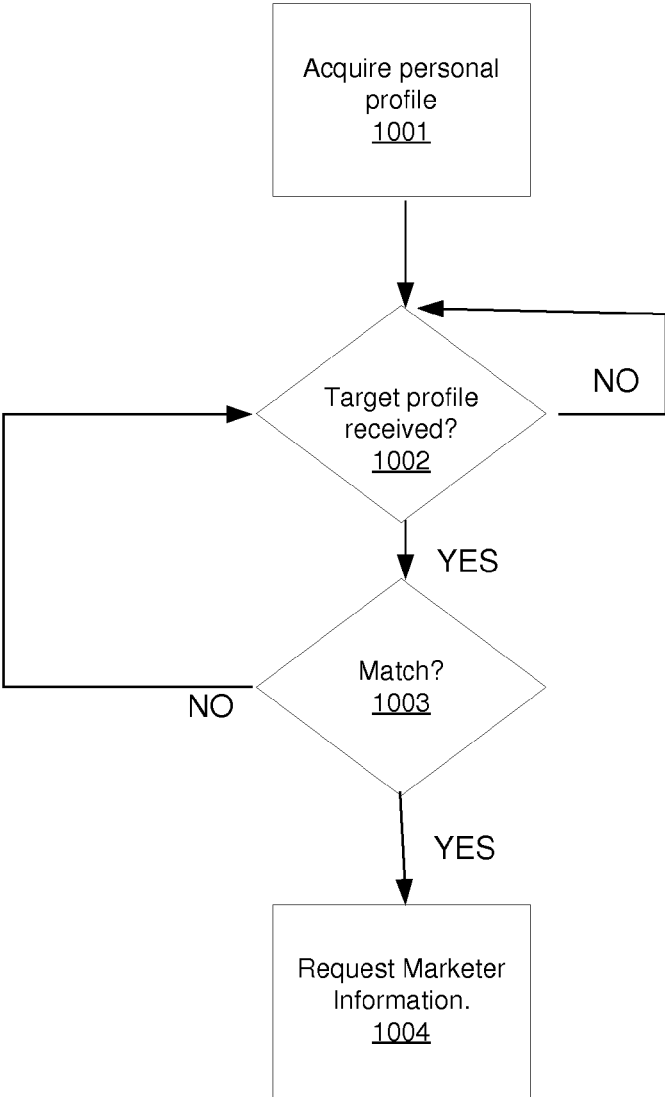 Acquire personal
profile
1001
NO
Target profile
received?
1002
YES
Match?
1003
NO
YES
Request Marketer
Information.
1004